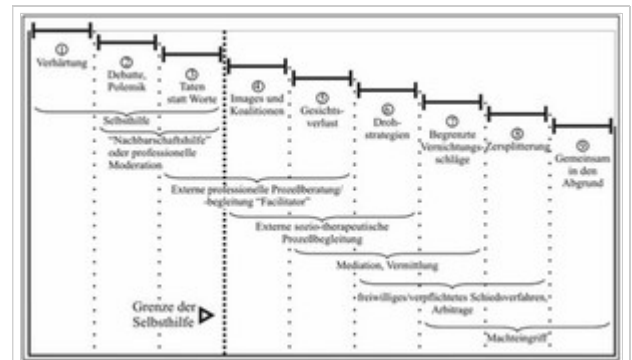 ①
Verhärtung
②
Debatte,
Polemik
③
Taten
statt Worte
④
Images und
Koalitionen
⑤
Gesichts-
verlust
⑥
Droh-
strategien
⑦
Begrenzte
Vernichtungs-
schläge
⑧
Zersplitterung
⑨
Gemeinsam
in den
Abgrund
Selbsthilfe
"Nachbarschaftshilfe"
oder professionelle
Moderation
Externe professionelle Prozeßberatung/
-begleitung "Facilitator"
Externe sozio-therapeutische
Prozeßbegleitung
Mediation, Vermittlung
freiwilliges/verpflichtetes Schiedsverfahren,
Arbitrage
Machteingriff
Grenze der
Selbsthilfe